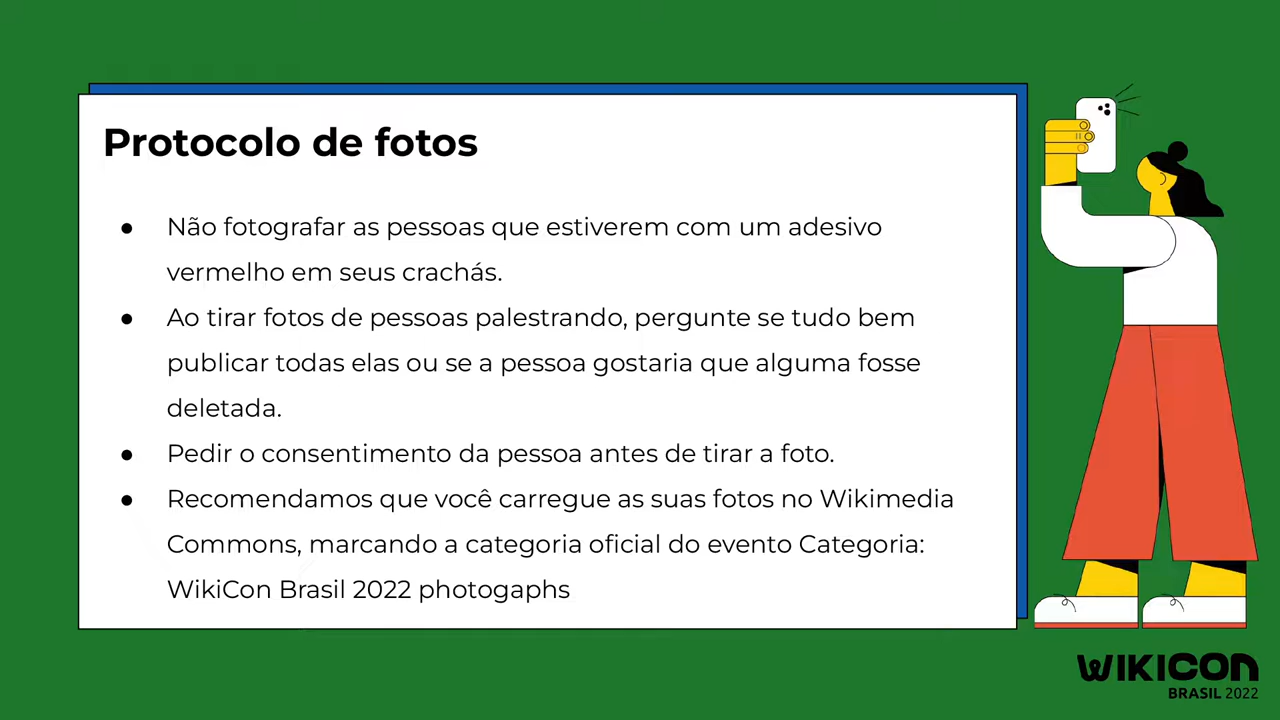 Protocolo de fotos
● Não fotografar as pessoas que estiverem com um adesivo
vermelho em seus crachás.
● Ao tirar fotos de pessoas palestrando, pergunte se tudo bem
publicar todas elas ou se a pessoa gostaria que alguma fosse
deletada.
● Pedir o consentimento da pessoa antes de tirar a foto.
● Recomendamos que você carregue as suas fotos no Wikimedia
Commons, marcando a categoria oficial do evento Categoria:
WikiCon Brasil 2022 photogaphs
WIKICON
BRASIL 2022